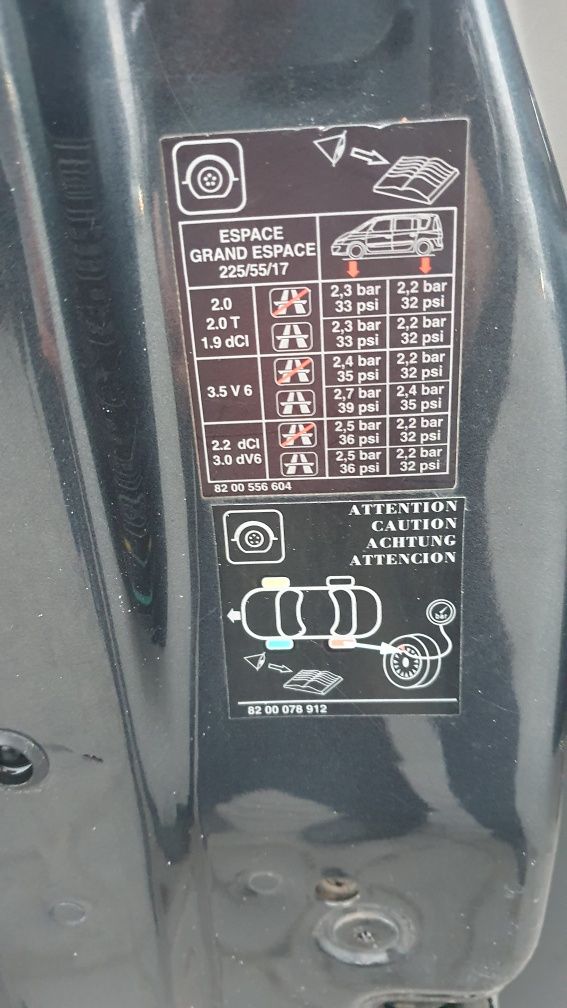 ESPACE
GRAND ESPACE
225/55/17
2.0
2.0 T
1.9 dCI
2,3 bar 2,2 bar
33 psi 32 psi
2,3 bar 2,2 bar
33 psi 32 psi
3.5 V 6
2,4 bar 2,2 bar
35 psi 32 psi
2,7 bar 2,4 bar
39 psi 35 psi
2.2 dCI
3.0 dV6
2,5 bar 2,2 bar
36 psi 32 psi
2,5 bar 2,2 bar
36 psi 32 psi
82 00 556 604
ATTENTION
CAUTION
ACHTUNG
ATTENCION
bar
82 00 078 912